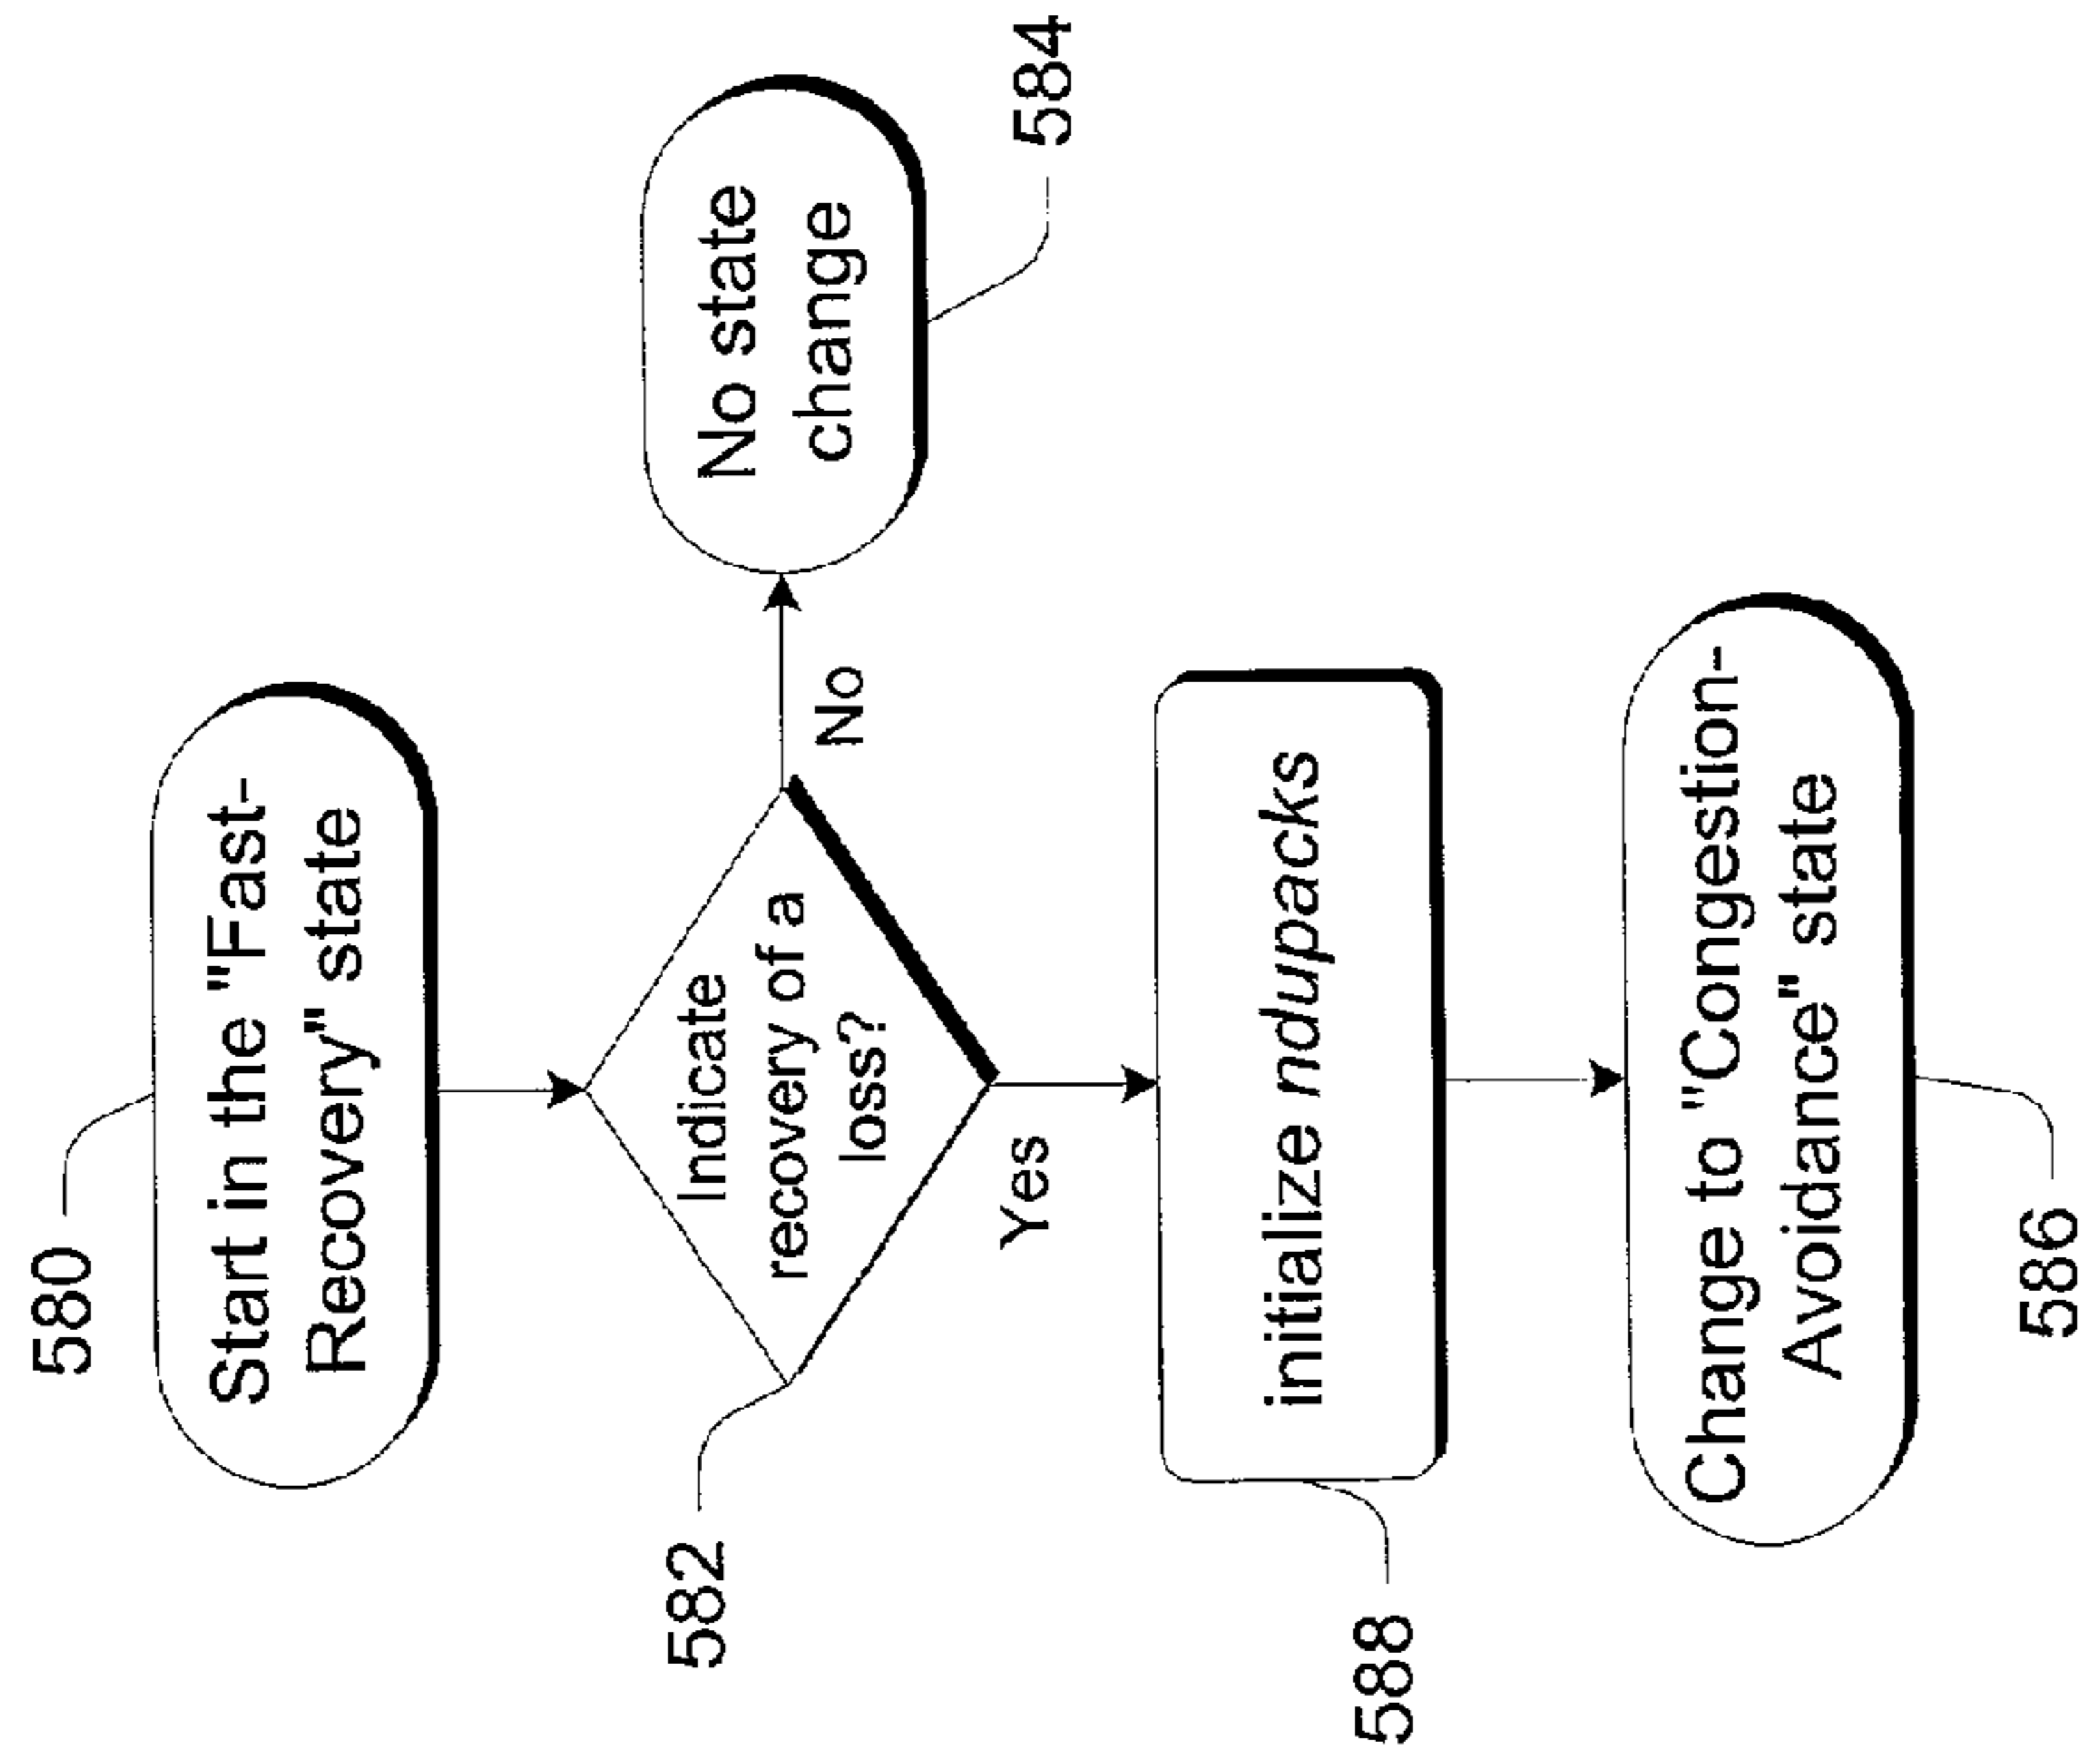 580
Start in the "Fast-
Recovery" state
582
Indicate
recovery of a
loss?
No
No state
change
584
Yes
588
initialize ndupacks
Change to "Congestion-
Avoidance" state
586